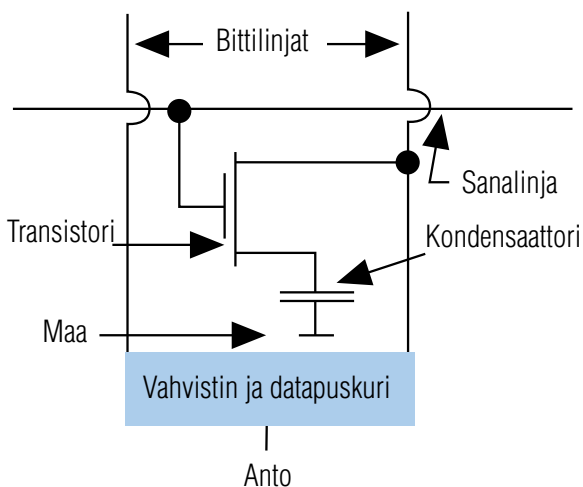 Bittilinjat
Sanalinja
Transistori
Kondensaattori
Maa
Vahvistin ja datapuskuri
Anto